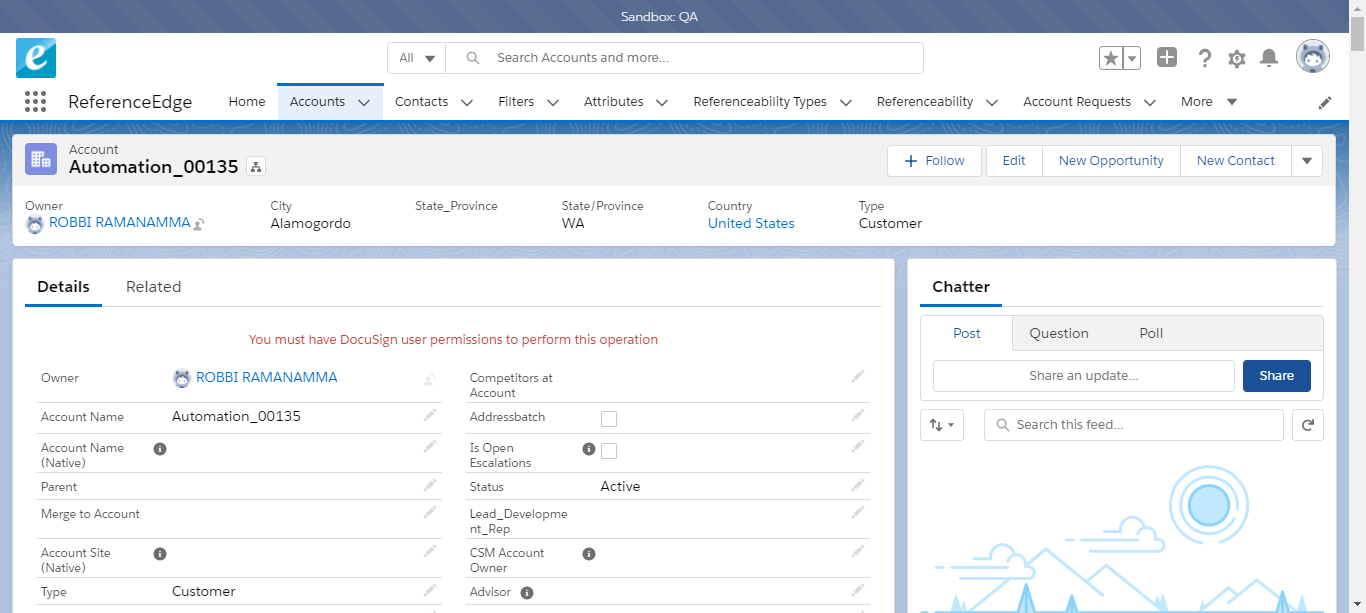 Sandbox: QA
e
All
Search Accounts and more...
ReferenceEdge
Home
Accounts
Contacts
Filters
Attributes
Referenceability Types
Referenceability
Account Requests
More
Account
Automation_00135
Follow
Edit
New Opportunity
New Contact
Owner
ROBBI RAMANAMMA
City
Alamogordo
State_Province
State/Province
WA
Country
United States
Type
Customer
Details
Related
You must have DocuSign user permissions to perform this operation
Owner
ROBBI RAMANAMMA
Account Name
Automation_00135
Account Name
(Native)
Parent
Merge to Account
Account Site
(Native)
Type
Customer
Competitors at
Account
Addressbatch
Is Open
Escalations
Status
Active
Lead_Developme
nt_Rep
CSM Account
Owner
Advisor
Chatter
Post
Question
Poll
Share an update...
Share
Search this feed...